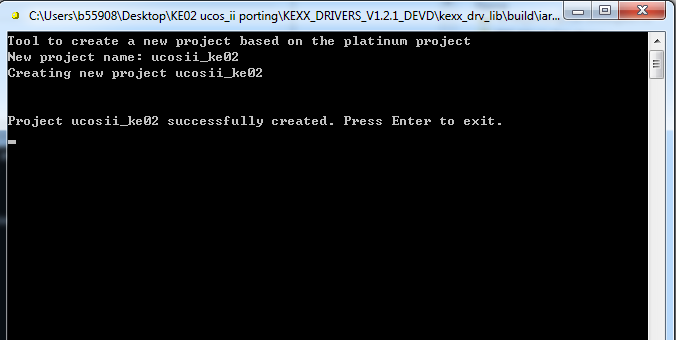 C:\Users\b55908\Desktop\KE02 ucos_ii porting\KEXX_DRIVERS_V1.2.1_DEVD\kexx_drv_lib\build\iar...
Tool to create a new project based on the platinum project
New project name: ucosii_ke02
Creating new project ucosii_ke02
Project ucosii_ke02 successfully created. Press Enter to exit.